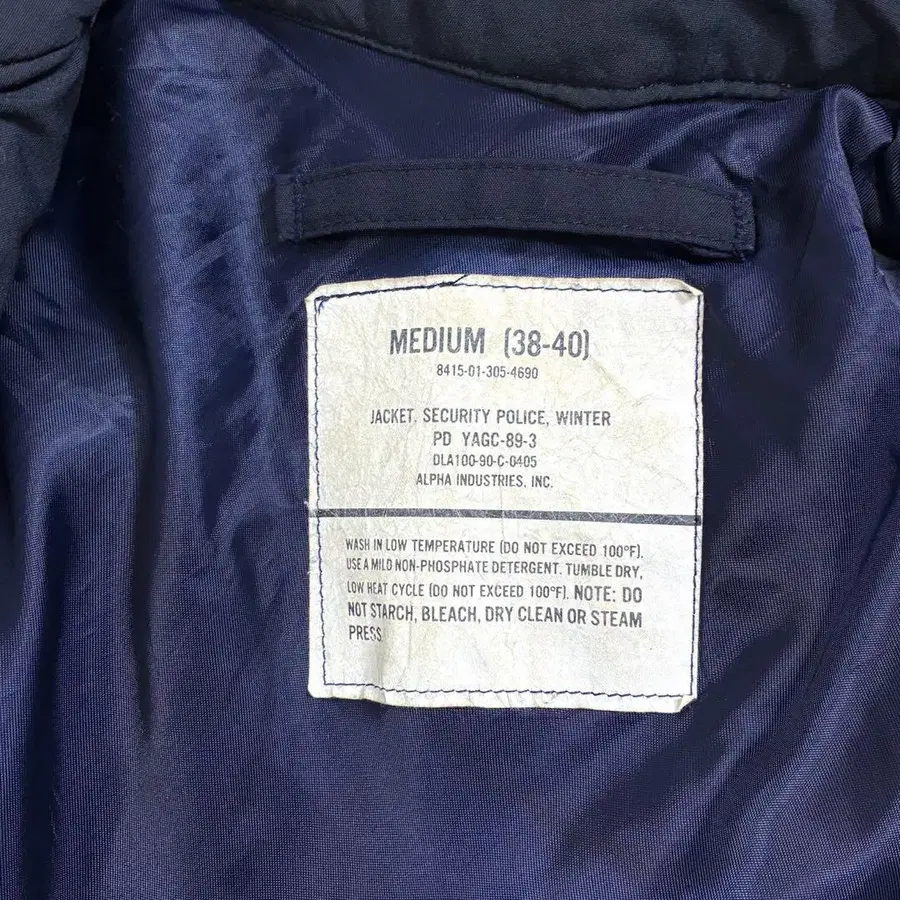 MEDIUM (38-40)
8415-01-305-4690
JACKET, SECURITY POLICE, WINTER
PD YAGC-89-3
DLA100-90-C-0405
ALPHA INDUSTRIES, INC.
WASH IN LOW TEMPERATURE (DO NOT EXCEED 100°F).
USE A MILD NON-PHOSPHATE DETERGENT. TUMBLE DRY,
LOW HEAT CYCLE (DO NOT EXCEED 100°F). NOTE: DO
NOT STARCH, BLEACH, DRY CLEAN OR STEAM
PRESS